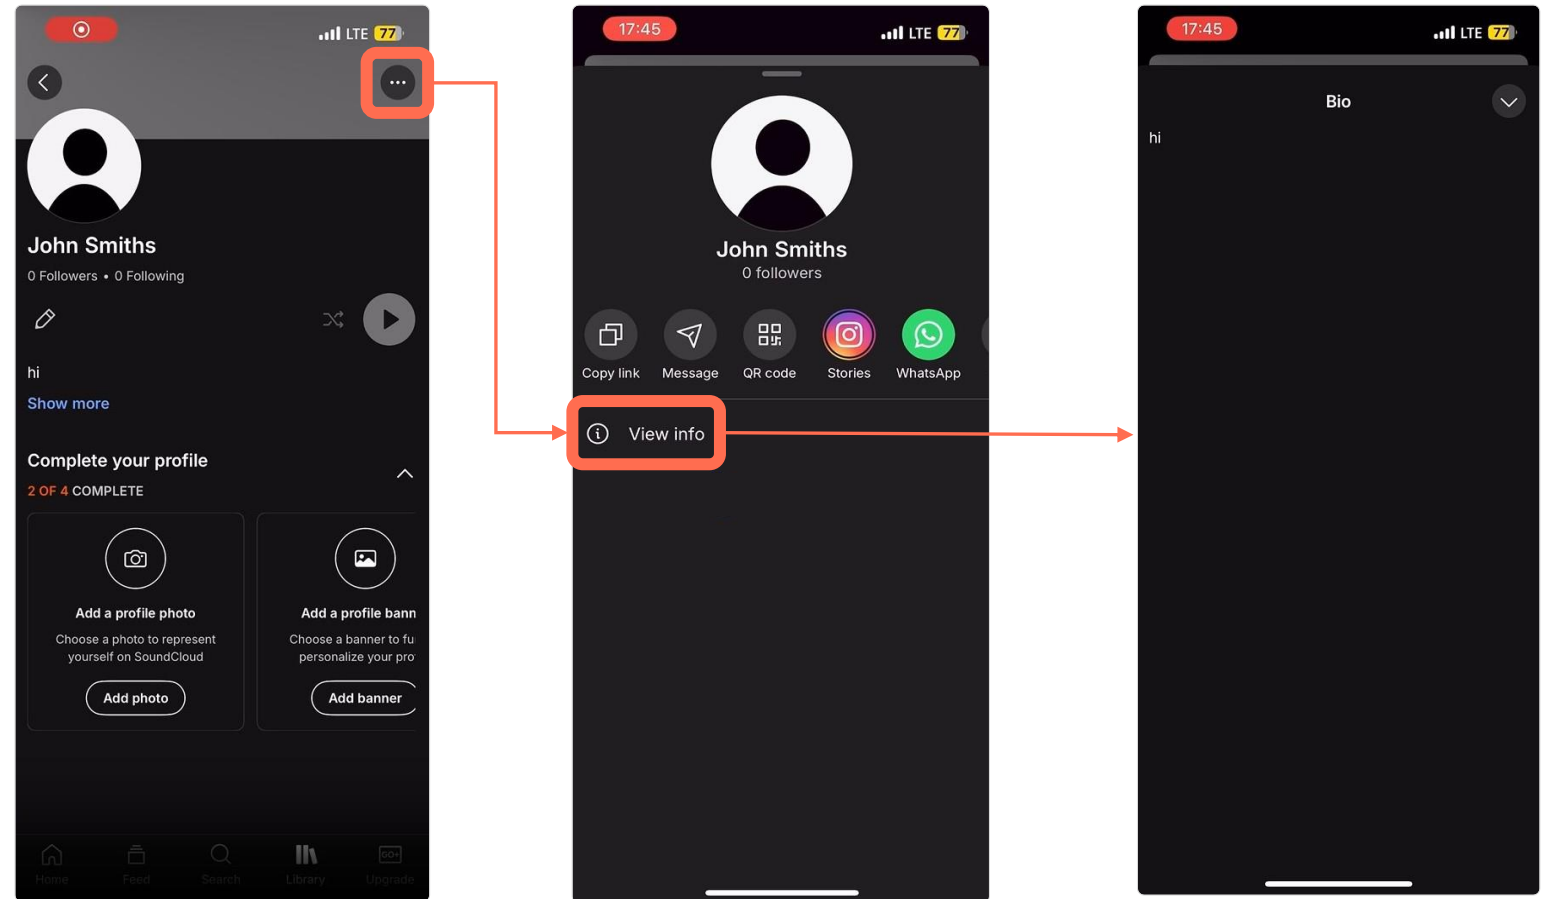 LTE 77
John Smiths
0 Followers • 0 Following
hi
Show more
Complete your profile
2 OF 4 COMPLETE
Add a profile photo
Choose a photo to represent
yourself on SoundCloud
Add photo
Add a profile bann
Choose a banner to fu
personalize your pro
Add banner
Home Feed Search Library Upgrade
GO+
17:45 LTE 77
John Smiths
0 followers
Copy link Message QR code Stories WhatsApp
View info
17:45 LTE 77
Bio
hi